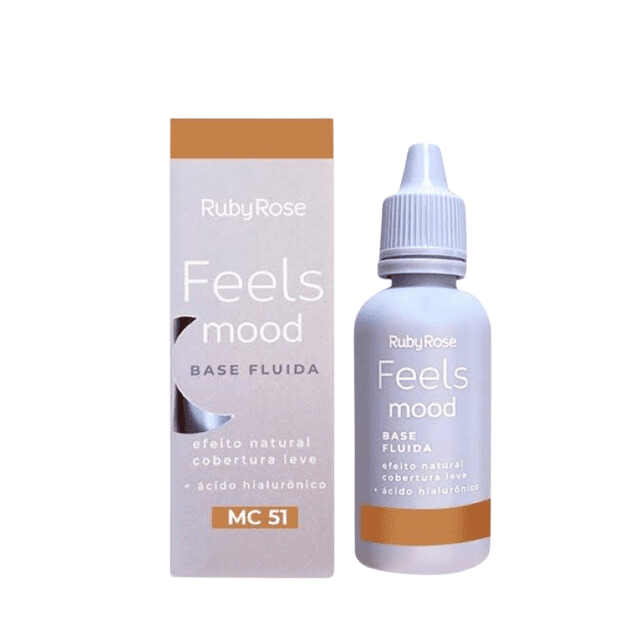 RubyRose
Feels
mood
BASE FLUIDA
efeito natural
cobertura leve
+ ácido hialurônico
MC 51
RubyRose
Feels
mood
BASE
FLUIDA
efeito natural
cobertura leve
+ ácido hialurônico